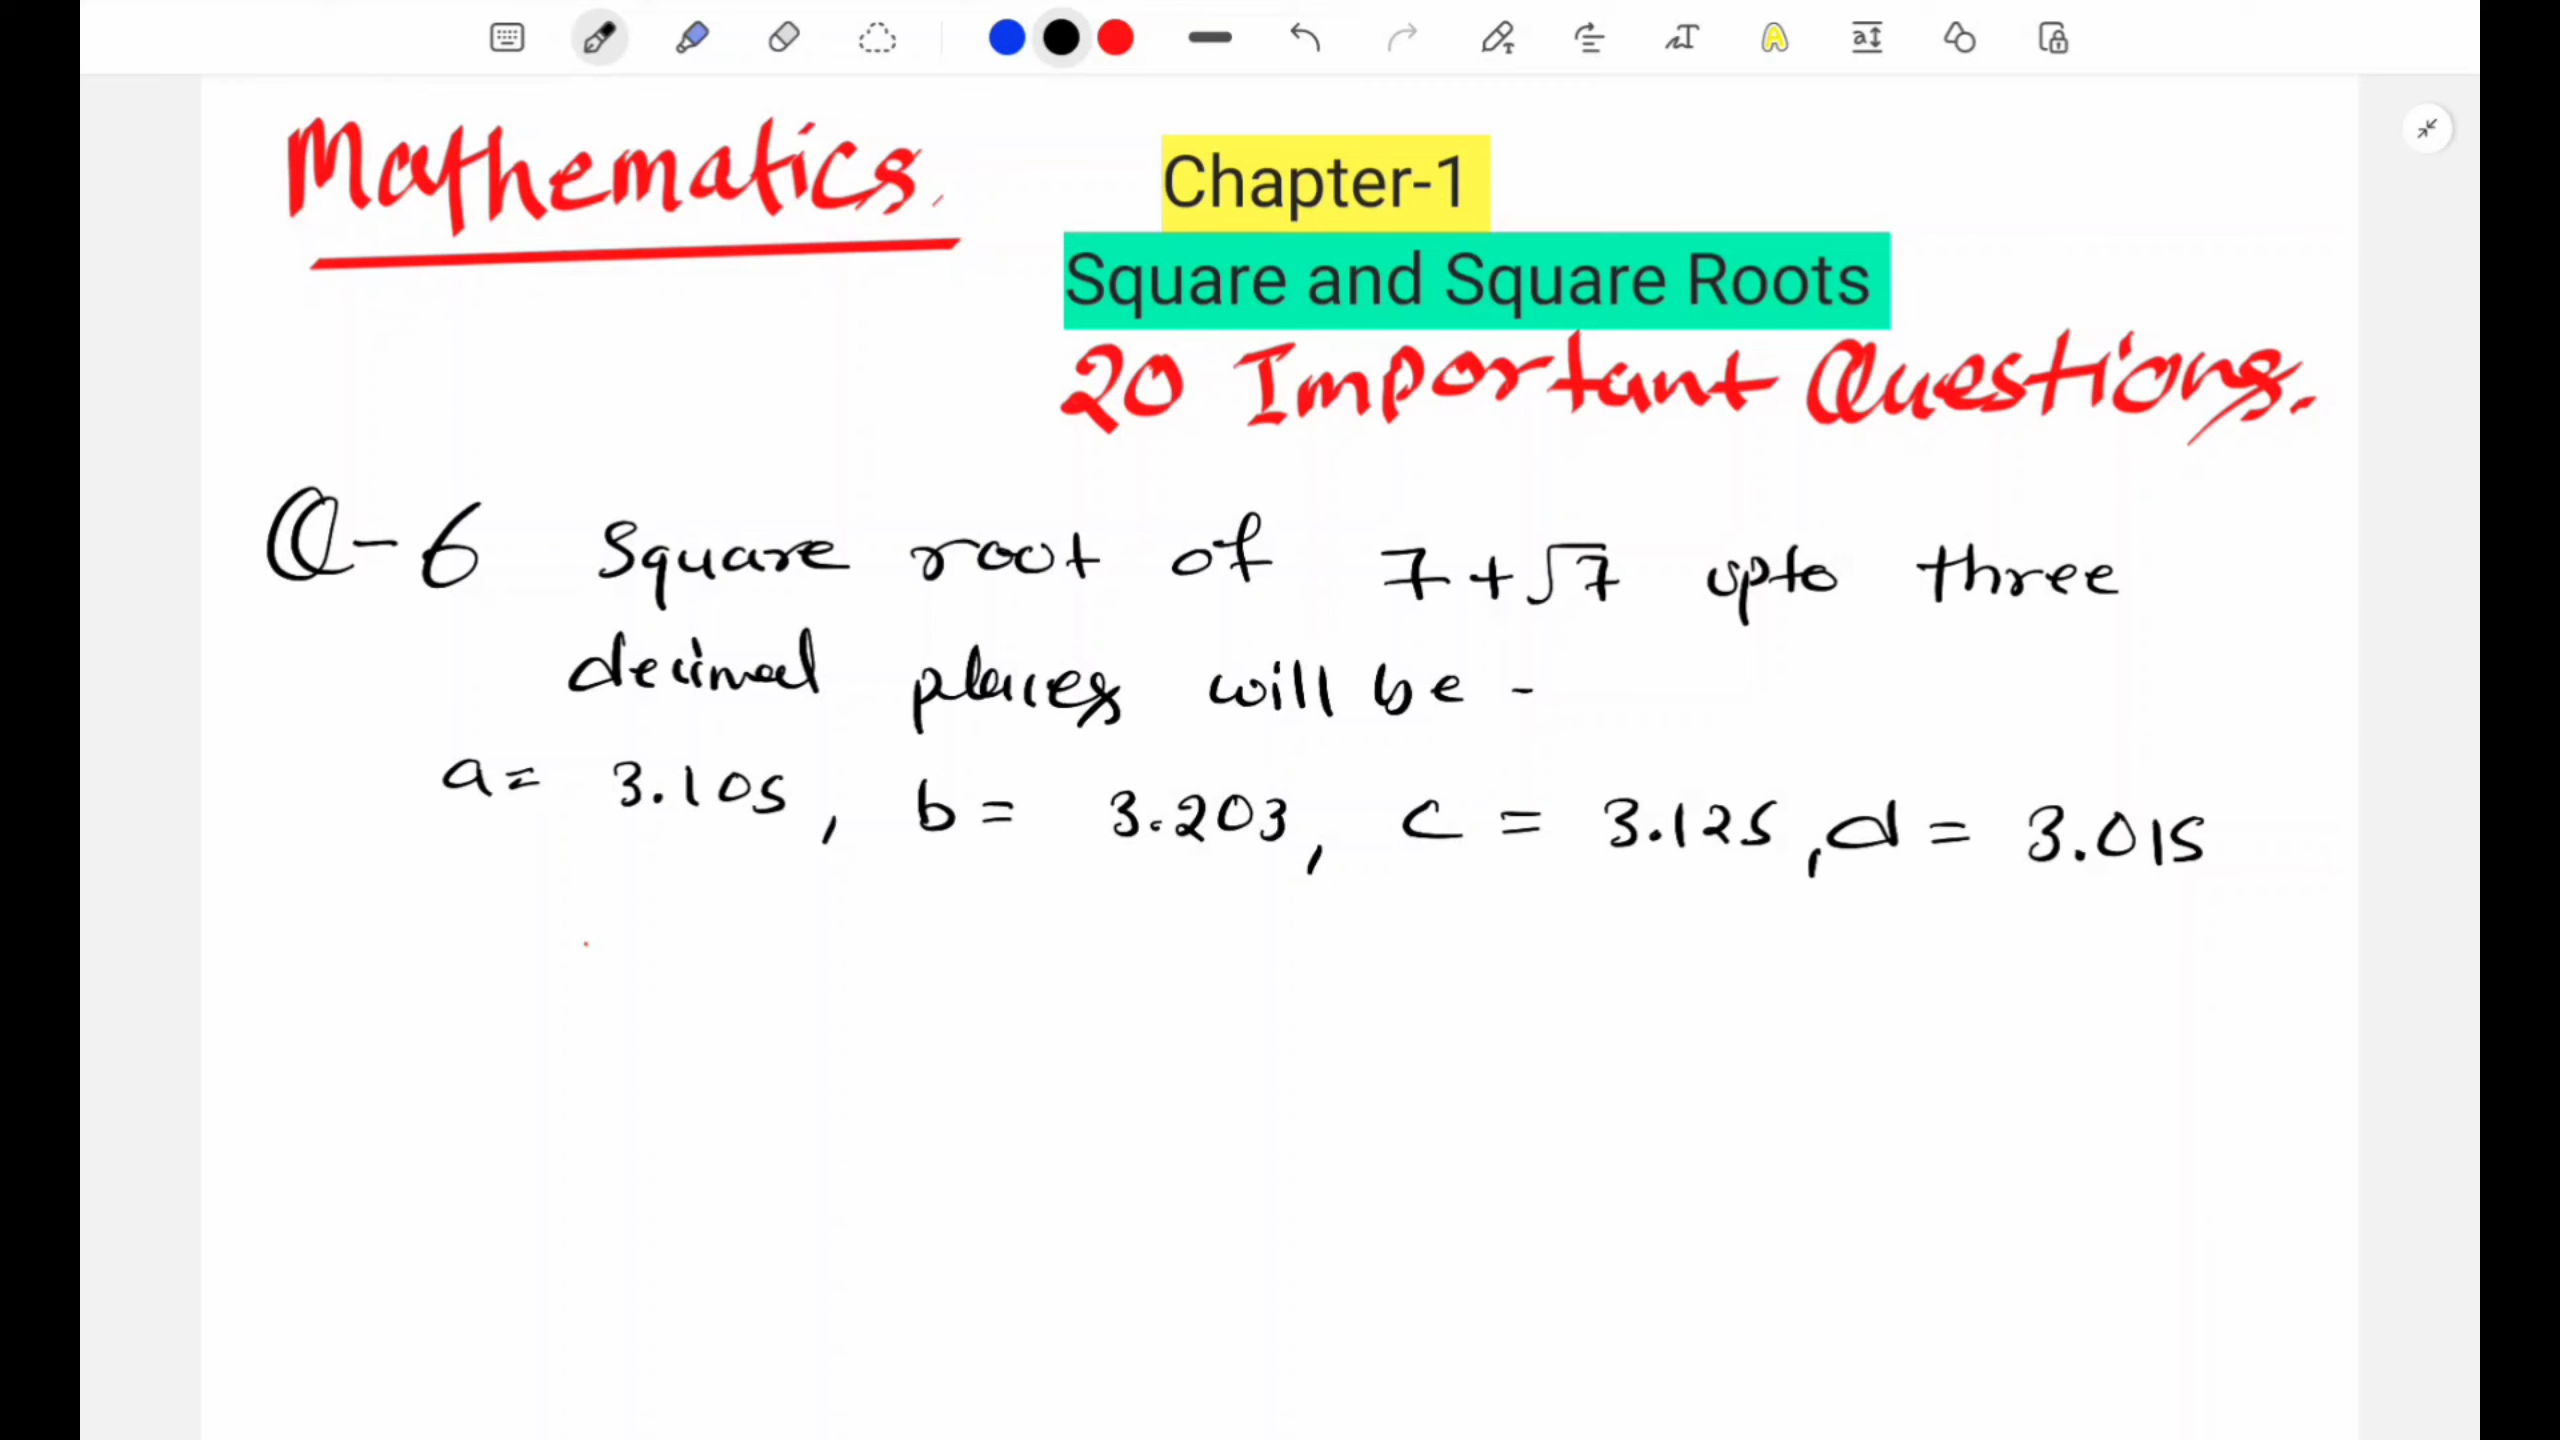 Mathematics.
Chapter-1
Square and Square Roots
20 Important Questions.
Q-6 Square root of 7+√7 upto three
decimal places will be -
a= 3.105, b= 3.203, c = 3.125, d = 3.015